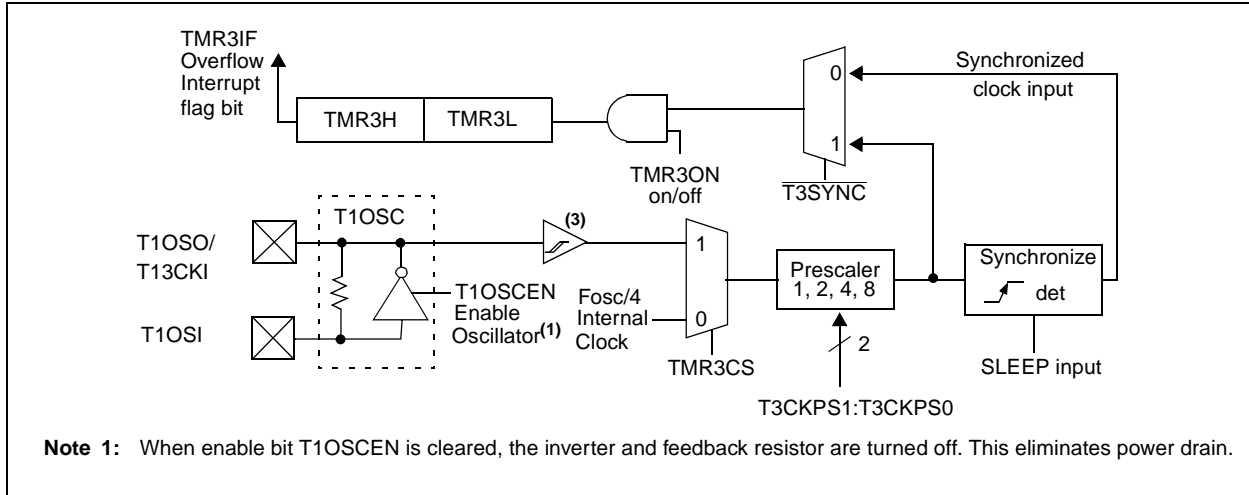 TMR3IF
Overflow
Interrupt
flag bit
TMR3H
TMR3L
0
1
Synchronized
clock input
TMR3ON
on/off
T3SYNC
T1OSC
(3)
T1OSO/
T13CKI
T1OSI
T1OSCEN
Enable
Oscillator(1)
Fosc/4
Internal
Clock
1
0
TMR3CS
Prescaler
1, 2, 4, 8
2
T3CKPS1:T3CKPS0
Synchronize
det
SLEEP input
Note 1: When enable bit T1OSCEN is cleared, the inverter and feedback resistor are turned off. This eliminates power drain.